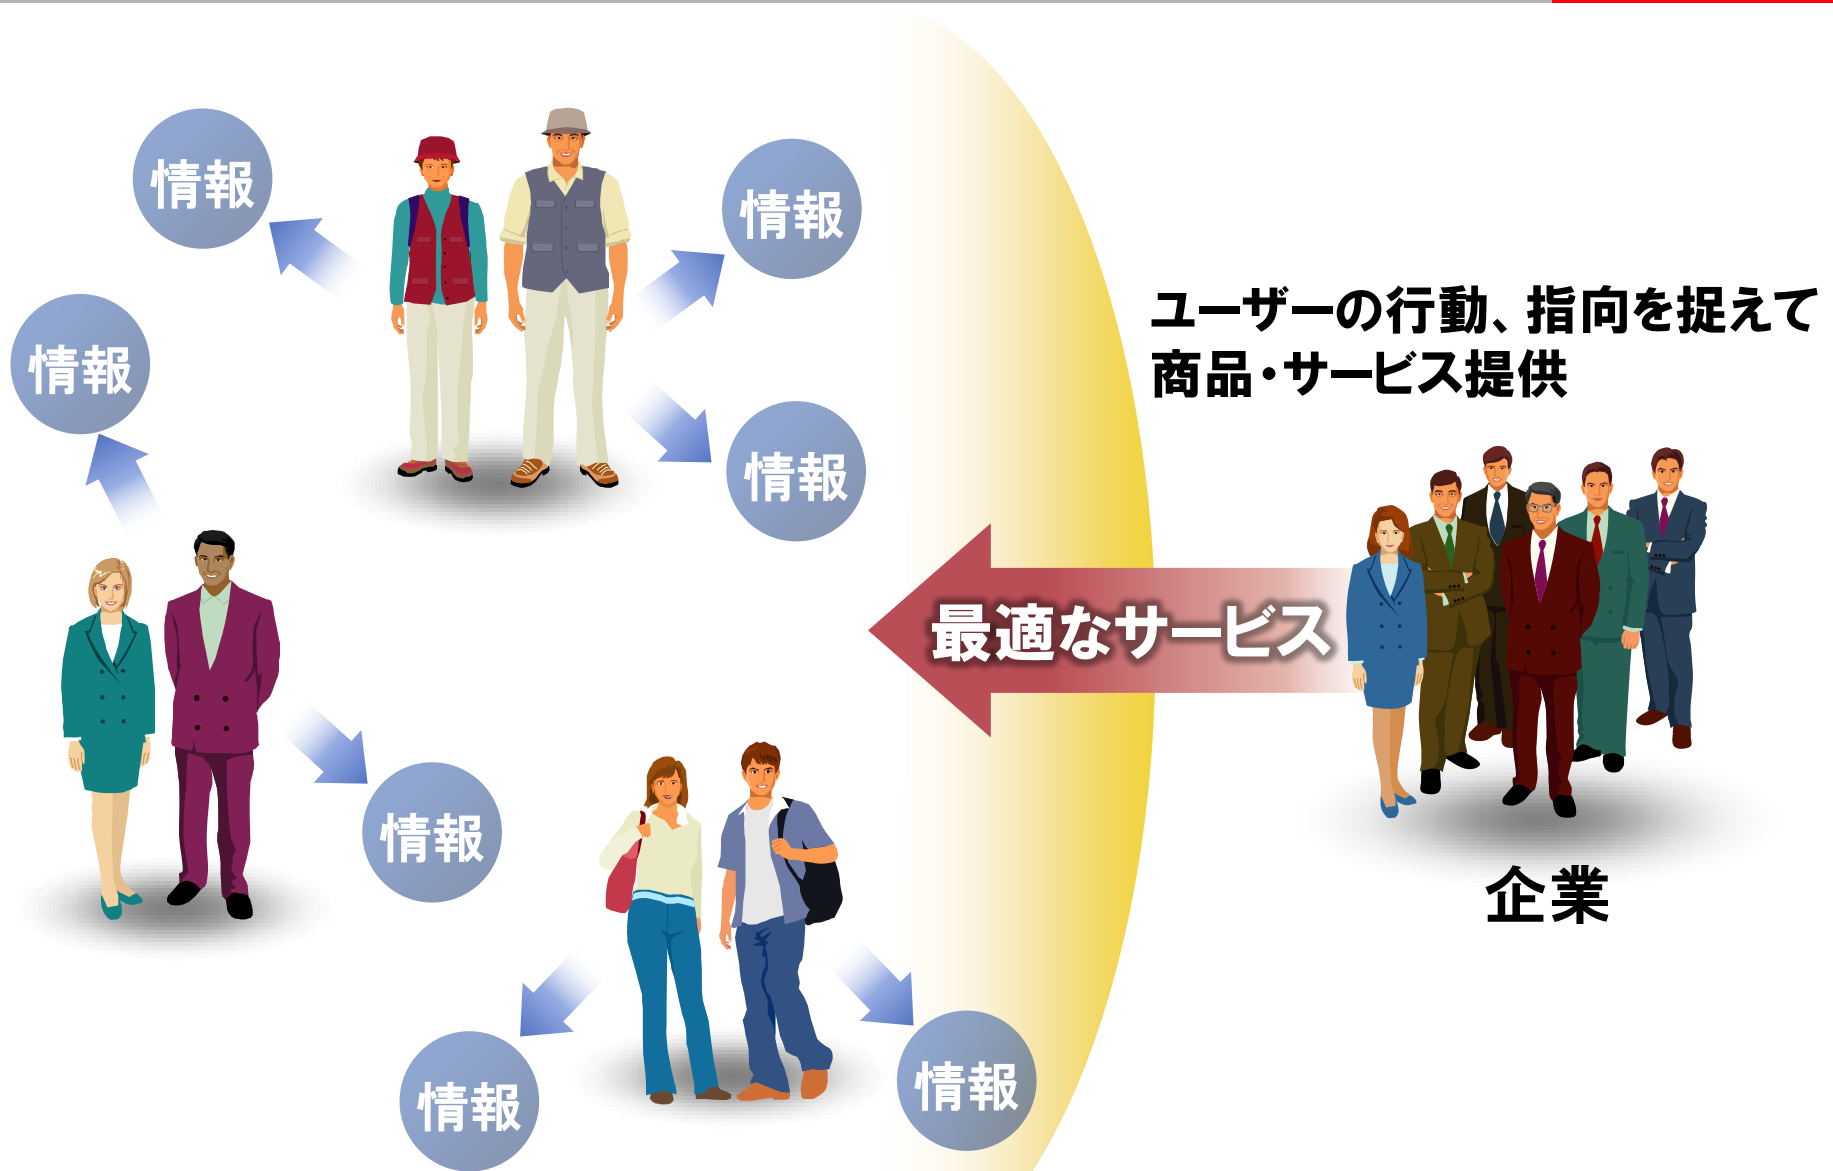 情報
情報
情報
情報
ユーザーの行動、指向を捉えて
商品・サービス提供
最適なサービス
情報
企業
情報
情報